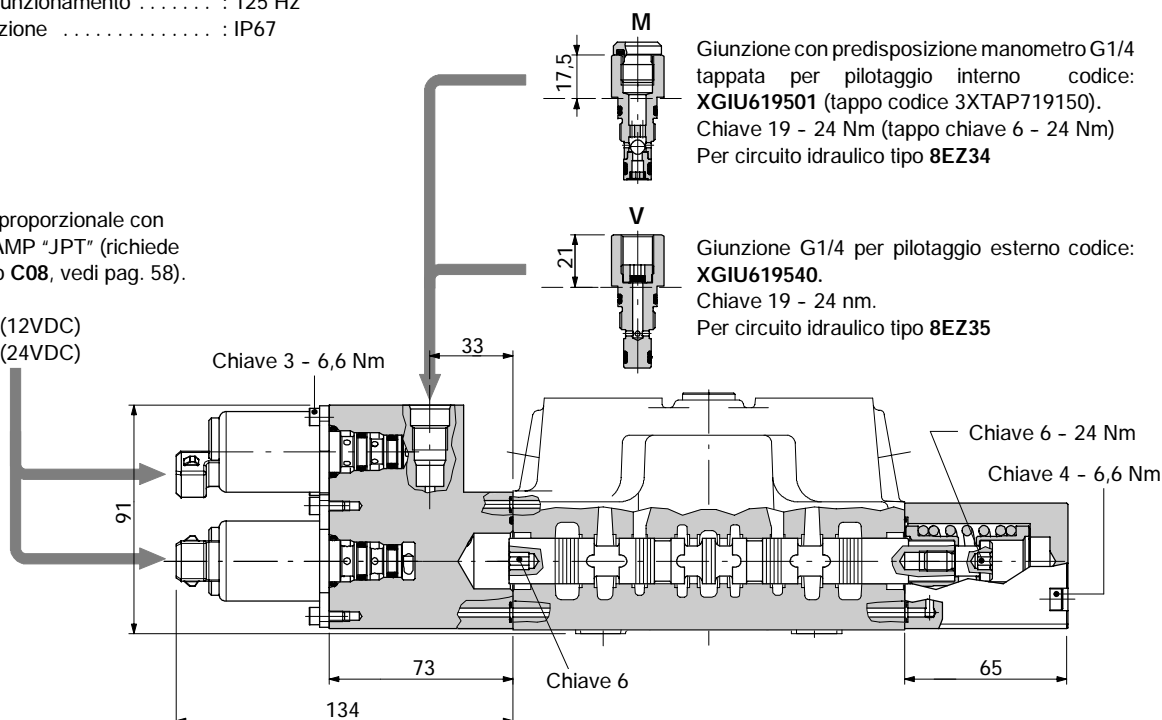 unzionamento . . . . . . . : 125 Hz
zione . . . . . . . . . . . . . . : IP67
M
17,5
Giunzione con predisposizione manometro G1/4
tappata per pilotaggio interno codice:
XGIU619501 (tappo codice 3XTAP719150).
Chiave 19 - 24 Nm (tappo chiave 6 - 24 Nm)
Per circuito idraulico tipo 8EZ34
proporzionale con
AMP “JPT” (richiede
o C08, vedi pag. 58).
(12VDC)
(24VDC)
V
21
Giunzione G1/4 per pilotaggio esterno codice:
XGIU619540.
Chiave 19 - 24 nm.
Per circuito idraulico tipo 8EZ35
33
Chiave 3 - 6,6 Nm
Chiave 6 - 24 Nm
Chiave 4 - 6,6 Nm
91
73
Chiave 6
65
134